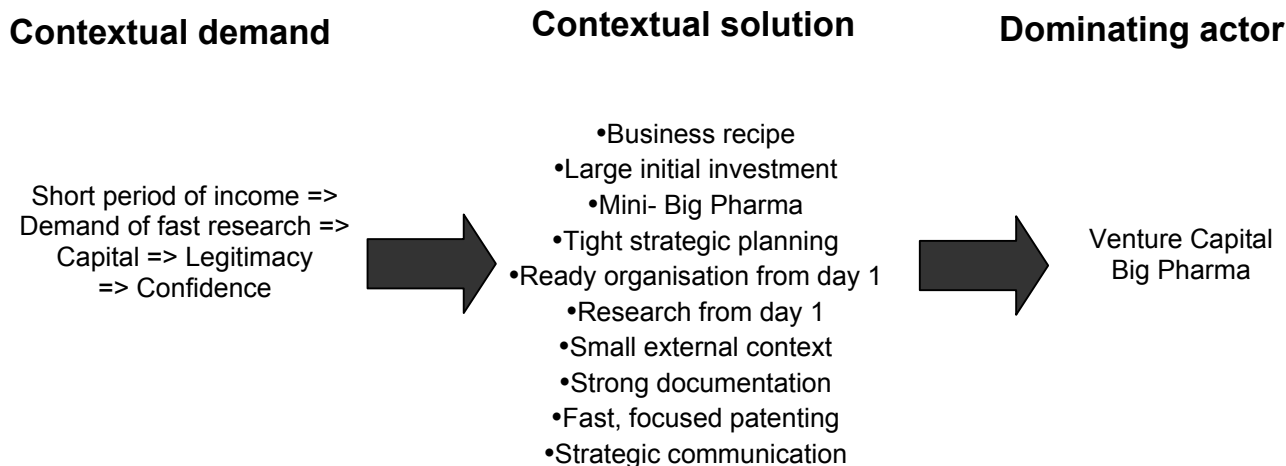 Contextual demand
Contextual solution
Dominating actor
Short period of income =>
Demand of fast research =>
Capital => Legitimacy
=> Confidence
•Business recipe
•Large initial investment
•Mini- Big Pharma
•Tight strategic planning
•Ready organisation from day 1
•Research from day 1
•Small external context
•Strong documentation
•Fast, focused patenting
•Strategic communication
Venture Capital
Big Pharma